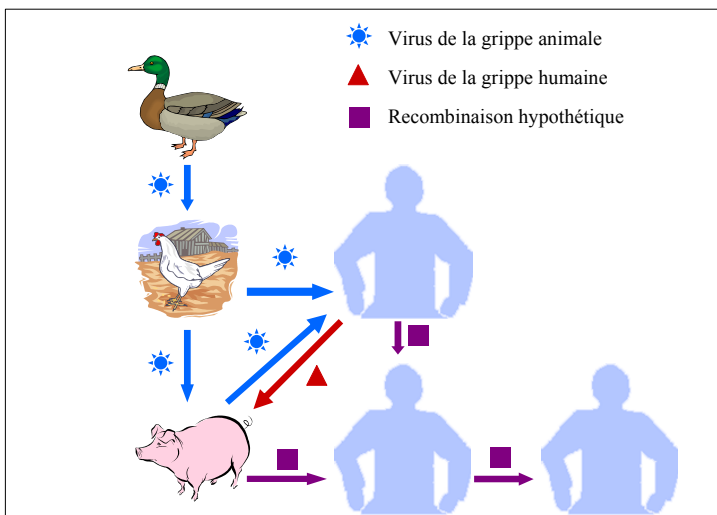 Virus de la grippe animale
Virus de la grippe humaine
Recombinaison hypothétique